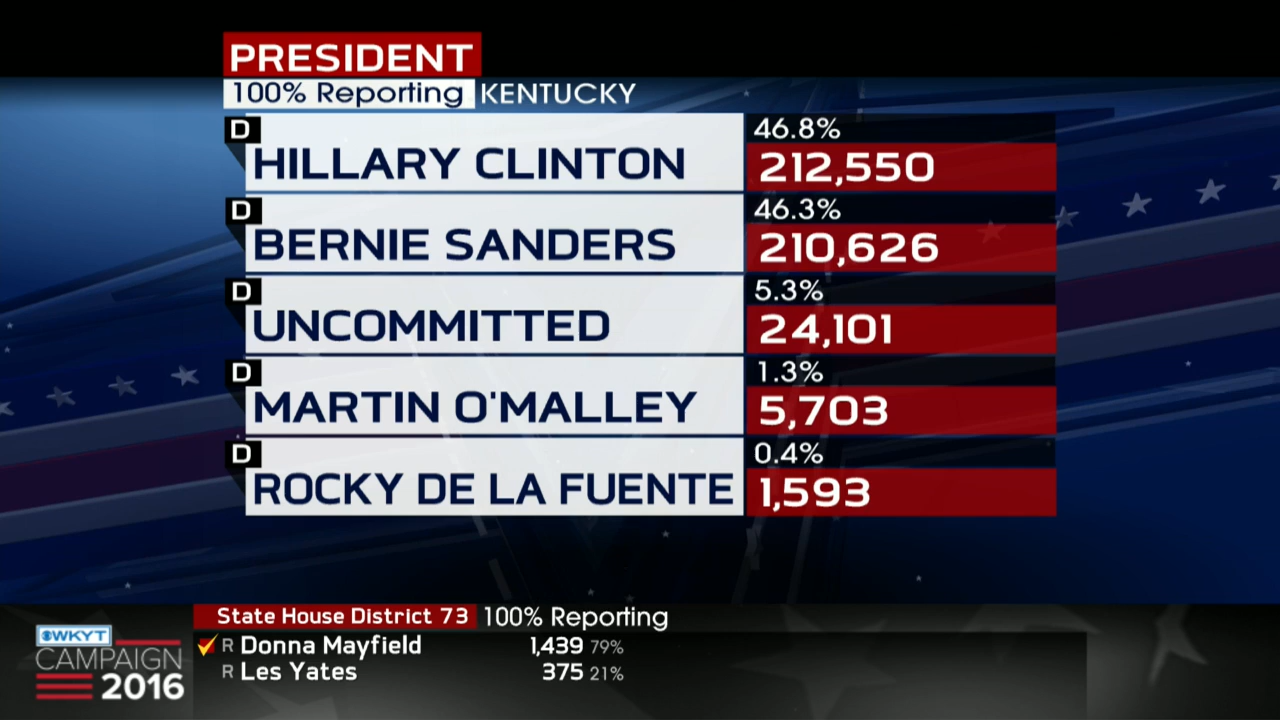 PRESIDENT
100% Reporting KENTUCKY
D
46.8%
HILLARY CLINTON 212,550
D
46.3%
BERNIE SANDERS 210,626
D
5.3%
UNCOMMITTED 24,101
D
1.3%
MARTIN O'MALLEY 5,703
D
0.4%
ROCKY DE LA FUENTE 1,593
State House District 73 100% Reporting
R Donna Mayfield 1,439 79%
R Les Yates 375 21%
WKYT
CAMPAIGN
2016